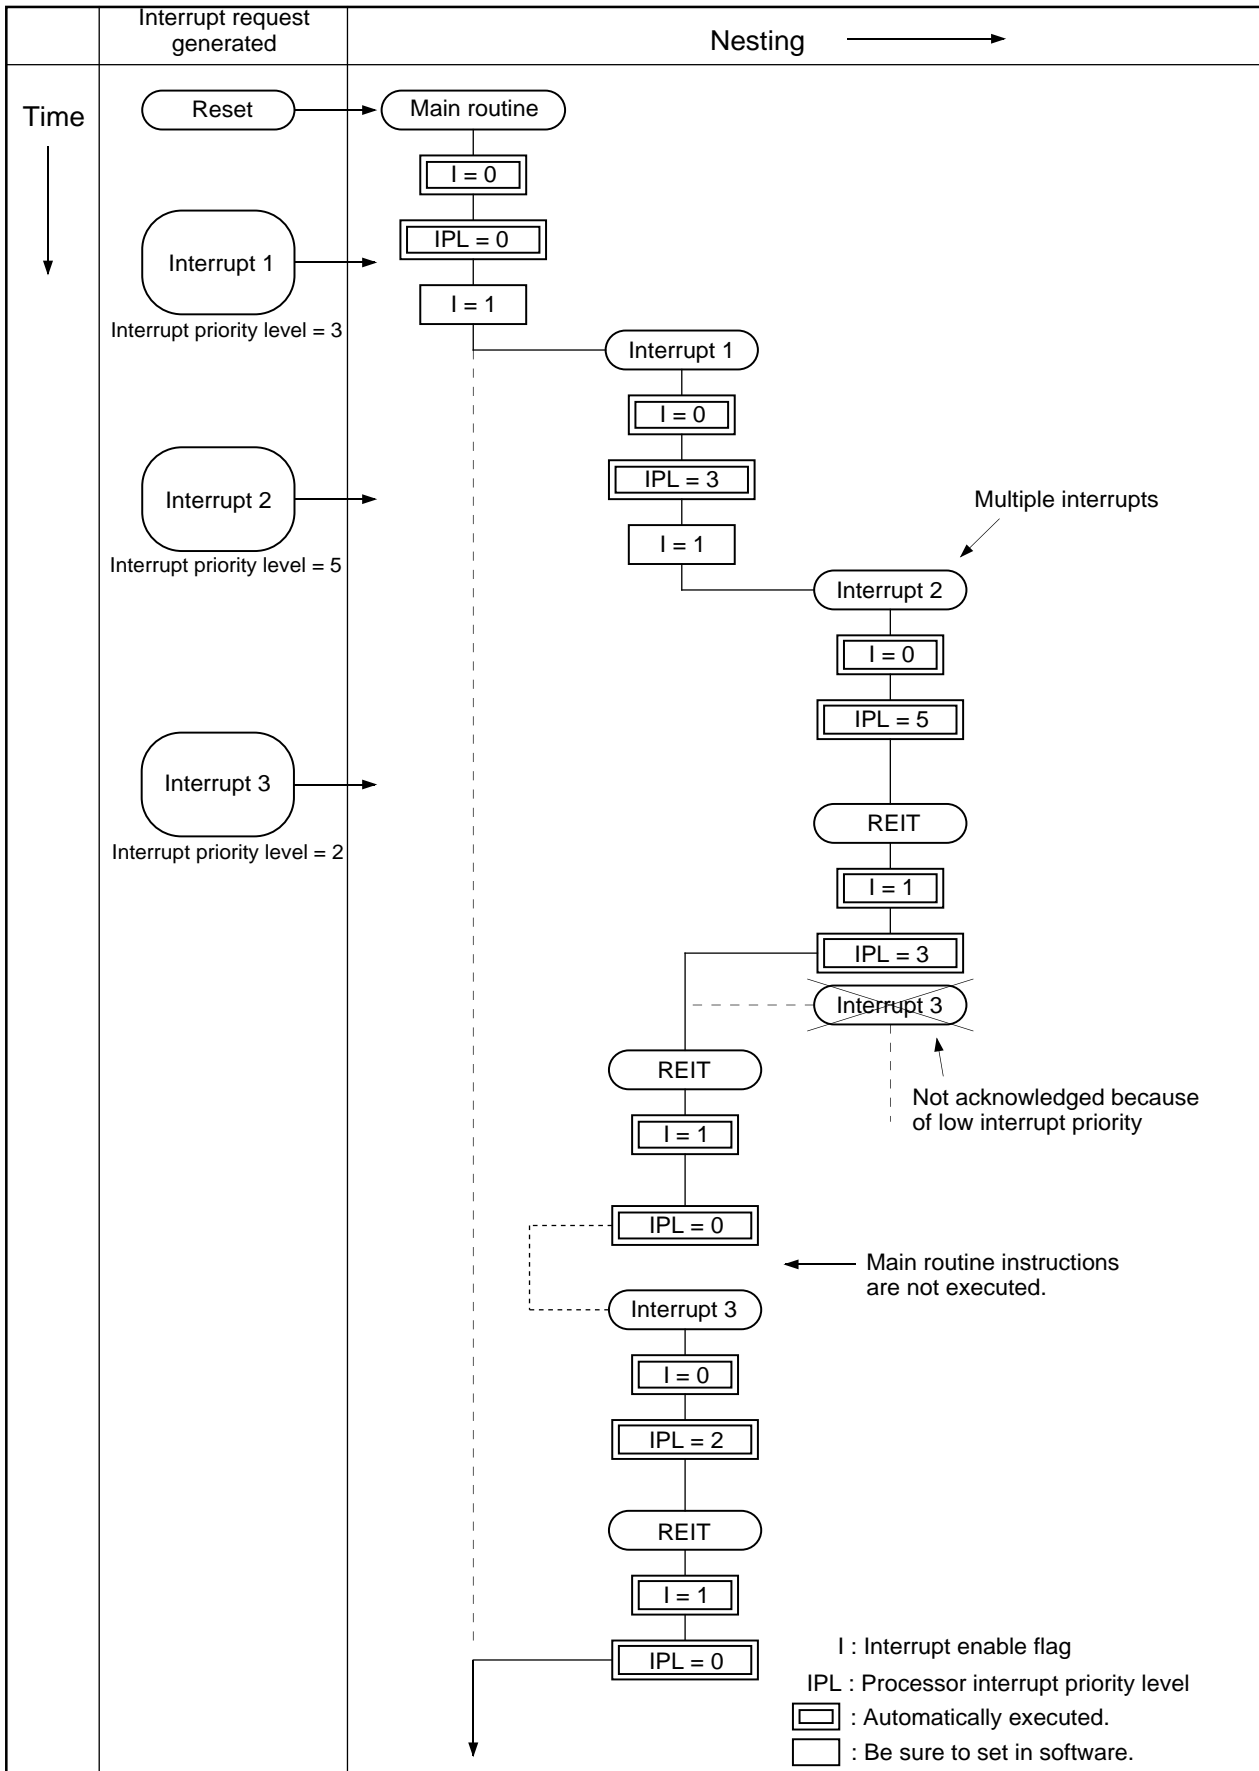 Interrupt request
generated
Nesting
Time
Reset
Main routine
I = 0
IPL = 0
Interrupt 1
I = 1
Interrupt priority level = 3
Interrupt 1
I = 0
IPL = 3
Interrupt 2
Multiple interrupts
I = 1
Interrupt priority level = 5
Interrupt 2
I = 0
IPL = 5
Interrupt 3
REIT
Interrupt priority level = 2
I = 1
IPL = 3
Interrupt 3
REIT
Not acknowledged because
of low interrupt priority
I = 1
IPL = 0
Main routine instructions
are not executed.
Interrupt 3
I = 0
IPL = 2
REIT
I = 1
IPL = 0
I : Interrupt enable flag
IPL : Processor interrupt priority level
: Automatically executed.
: Be sure to set in software.